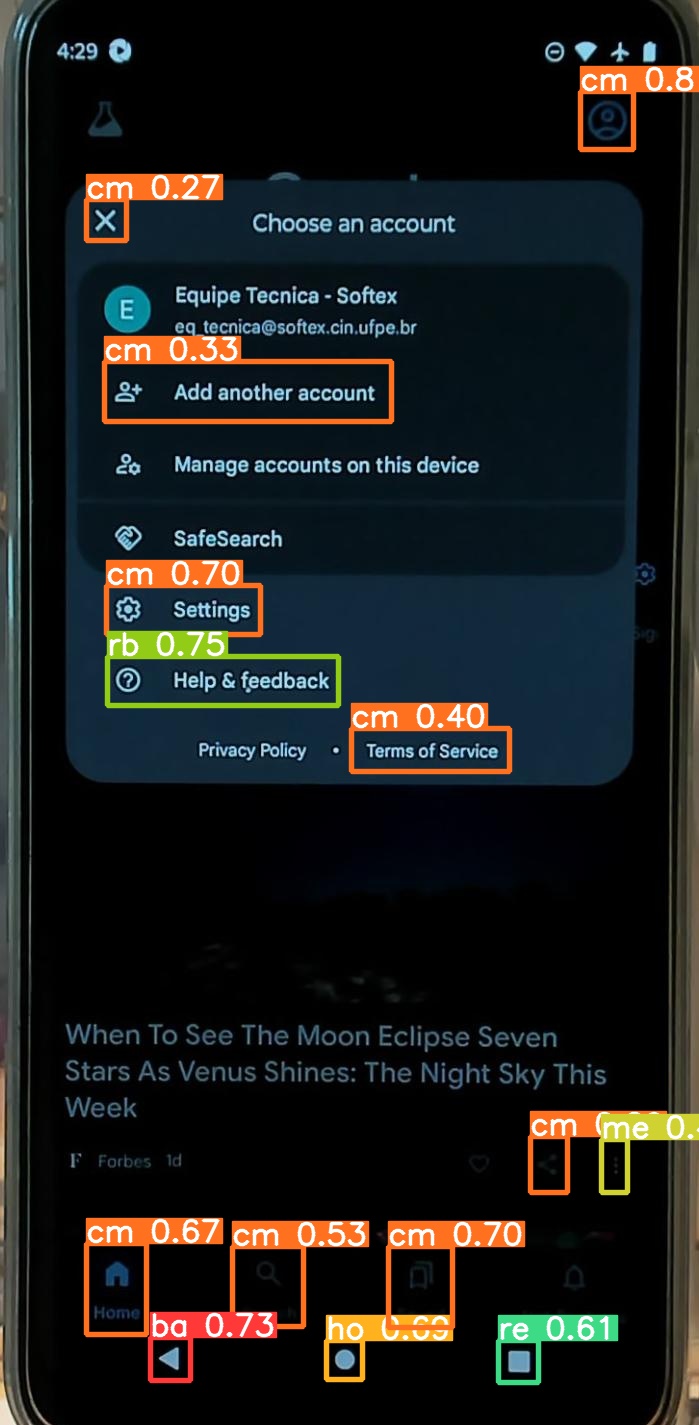 4:29
cm 0.8
cm 0.27
Choose an account
E
Equipe Tecnica - Softex
eq_tecnica@softex.cin.ufpe.br
cm 0.33
Add another account
Manage accounts on this device
SafeSearch
cm 0.70
Settings
rb 0.75
Help & feedback
cm 0.40
Privacy Policy • Terms of Service
When To See The Moon Eclipse Seven
Stars As Venus Shines: The Night Sky This
Week
cm me 0.
F Forbes 1d
cm 0.67 cm 0.53 cm 0.70
Home
ba 0.73 ho 0.69 re 0.61